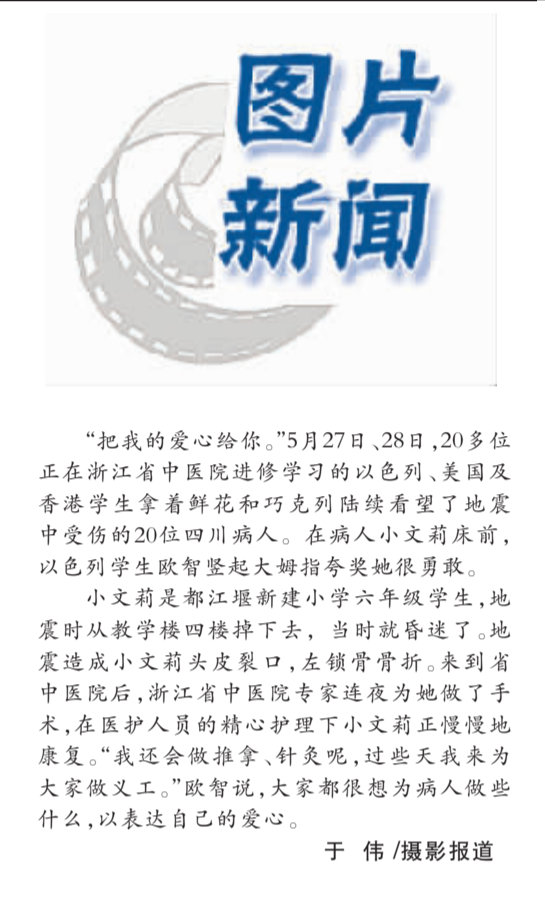 图片
新闻
“把我的爱心给你。”5月27日、28日,20多位
正在浙江省中医院进修学习的以色列、美国及
香港学生拿着鲜花和巧克列陆续看望了地震
中受伤的20位四川病人。在病人小文莉床前,
以色列学生欧智竖起大姆指夸奖她很勇敢。
小文莉是都江堰新建小学六年级学生,地
震时从教学楼四楼掉下去,当时就昏迷了。地
震造成小文莉头皮裂口,左锁骨骨折。来到省
中医院后,浙江省中医院专家连夜为她做了手
术,在医护人员的精心护理下小文莉正慢慢地
康复。“我还会做推拿、针灸呢,过些天我来为
大家做义工。”欧智说,大家都很想为病人做些
什么,以表达自己的爱心。
于 伟/摄影报道